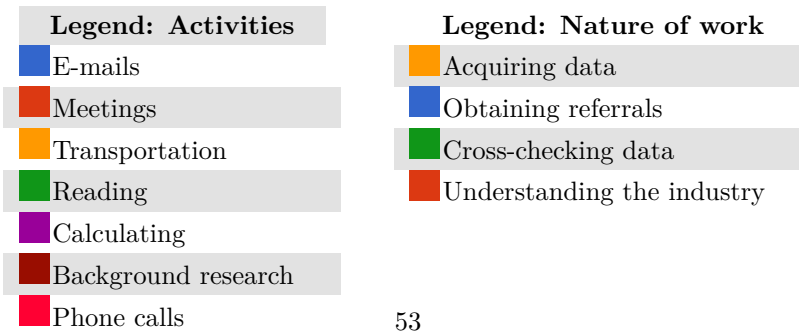 Legend: Activities
E-mails
Meetings
Transportation
Reading
Calculating
Background research
Phone calls
Legend: Nature of work
Acquiring data
Obtaining referrals
Cross-checking data
Understanding the industry
53